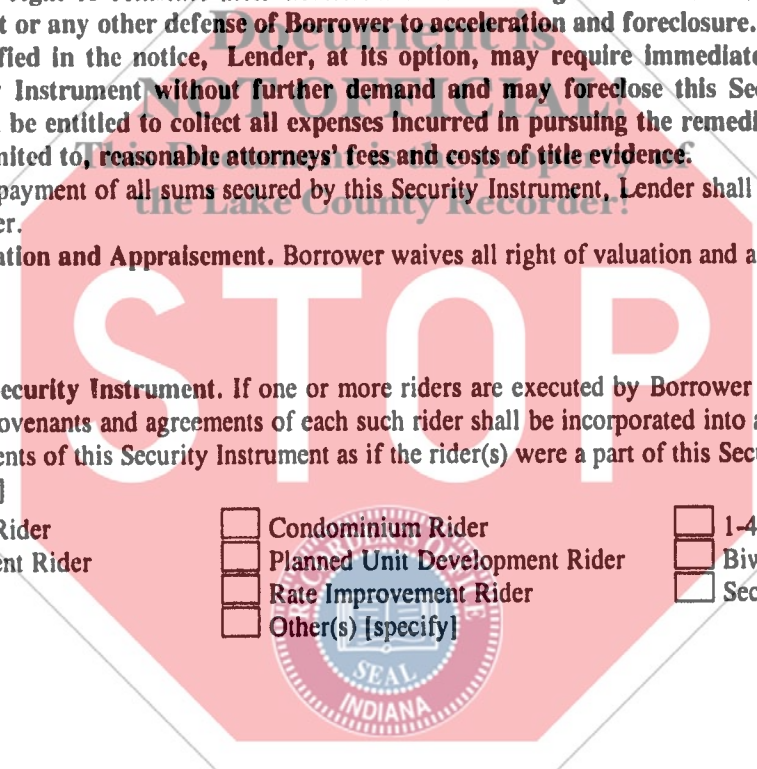 t or any other defense of Borrower to acceleration and foreclosure.
fied in the notice, Lender, at its option, may require immediate
Instrument without further demand and may foreclose this Sec
be entitled to collect all expenses incurred in pursuing the remedi
nited to, reasonable attorneys' fees and costs of title evidence.
payment of all sums secured by this Security Instrument, Lender shall
er.
ation and Appraisement. Borrower waives all right of valuation and a
ecurity Instrument. If one or more riders are executed by Borrower
ovenants and agreements of each such rider shall be incorporated into a
ents of this Security Instrument as if the rider(s) were a part of this Secu
]
Rider Condominium Rider 1-4
ent Rider Planned Unit Development Rider Biw
Rate Improvement Rider Sec
Other(s) [specify]
Document is
NOT OFFICIAL!
This Document is the property of
the Lake County Recorder!
STOP
RECORDER'S OFFICE
SEAL
INDIANA